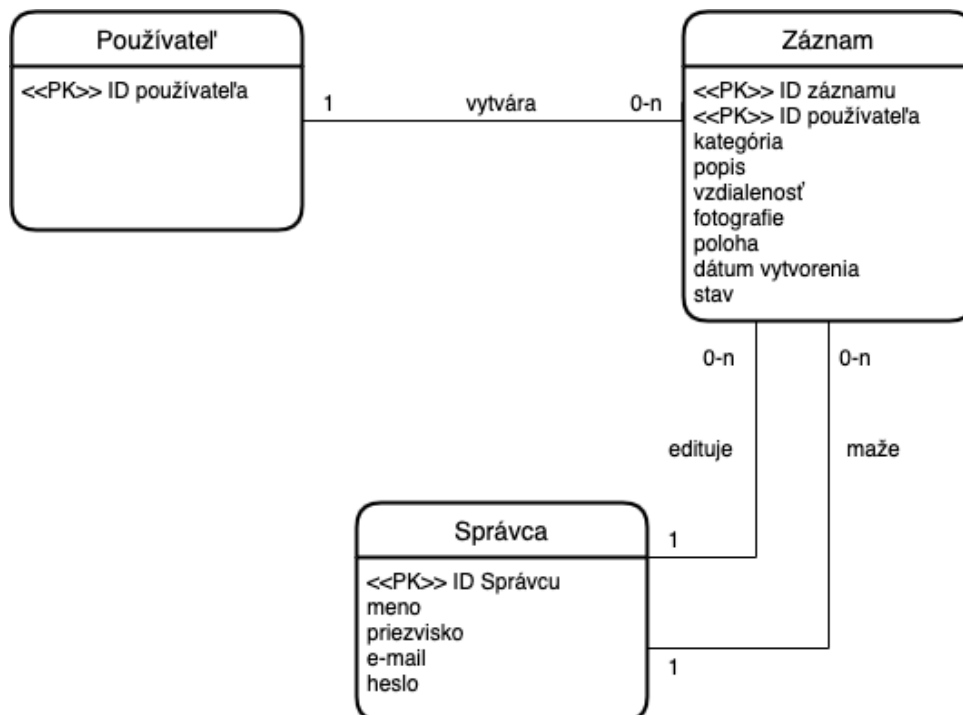 Používateľ
<<PK>> ID používateľa
1
vytvára
0-n
Záznam
<<PK>> ID záznamu
<<PK>> ID používateľa
kategória
popis
vzdialenosť
fotografie
poloha
dátum vytvorenia
stav
0-n
0-n
edituje
maže
1
1
Správca
<<PK>> ID Správcu
meno
priezvisko
e-mail
heslo